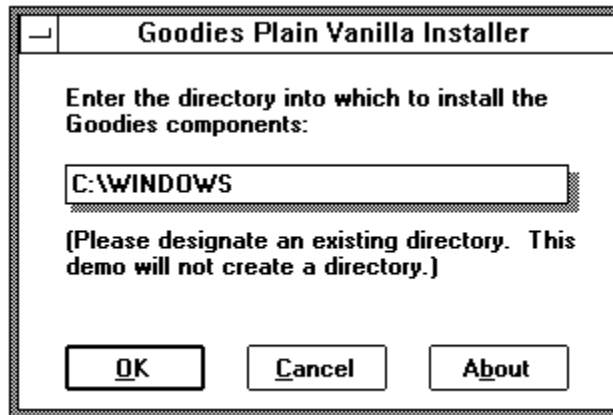 Goodies Plain Vanilla Installer
Enter the directory into which to install the
Goodies components:
C:\WINDOWS
(Please designate an existing directory.  This
demo will not create a directory.)
OK
Cancel
About